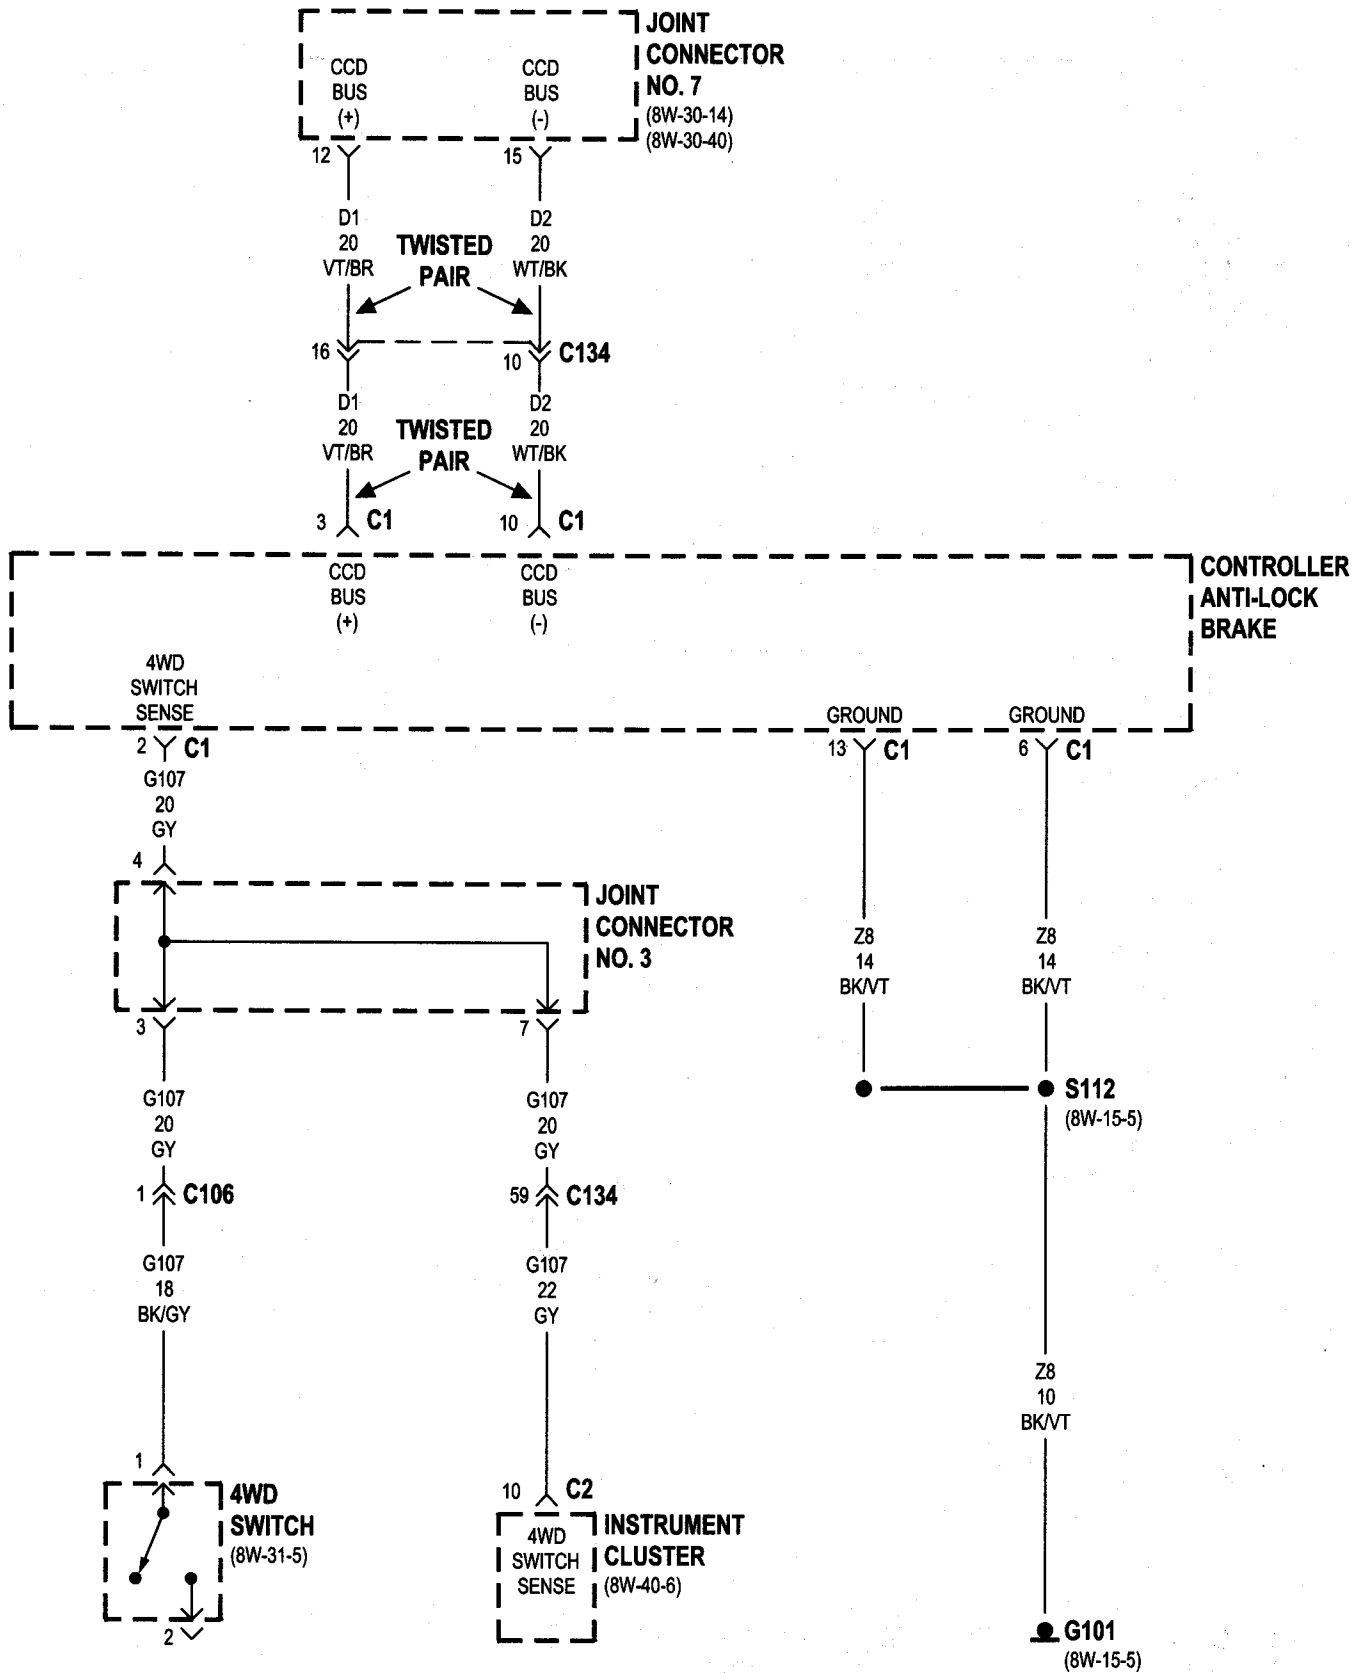 JOINT
CONNECTOR
NO. 7
(8W-30-14)
(8W-30-40)
CCD
BUS
(+)
CCD
BUS
(-)
12
15
D1
20
VT/BR
TWISTED
PAIR
D2
20
WT/BK
16
10
C134
D1
20
VT/BR
TWISTED
PAIR
D2
20
WT/BK
3
C1
10
C1
CCD
BUS
(+)
CCD
BUS
(-)
CONTROLLER
ANTI-LOCK
BRAKE
4WD
SWITCH
SENSE
GROUND
GROUND
2
C1
13
C1
6
C1
G107
20
GY
4
JOINT
CONNECTOR
NO. 3
Z8
14
BK/VT
Z8
14
BK/VT
3
7
G107
20
GY
G107
20
GY
S112
(8W-15-5)
1
C106
59
C134
G107
18
BK/GY
G107
22
GY
Z8
10
BK/VT
1
4WD
SWITCH
(8W-31-5)
2
10
C2
4WD
SWITCH
SENSE
INSTRUMENT
CLUSTER
(8W-40-6)
G101
(8W-15-5)